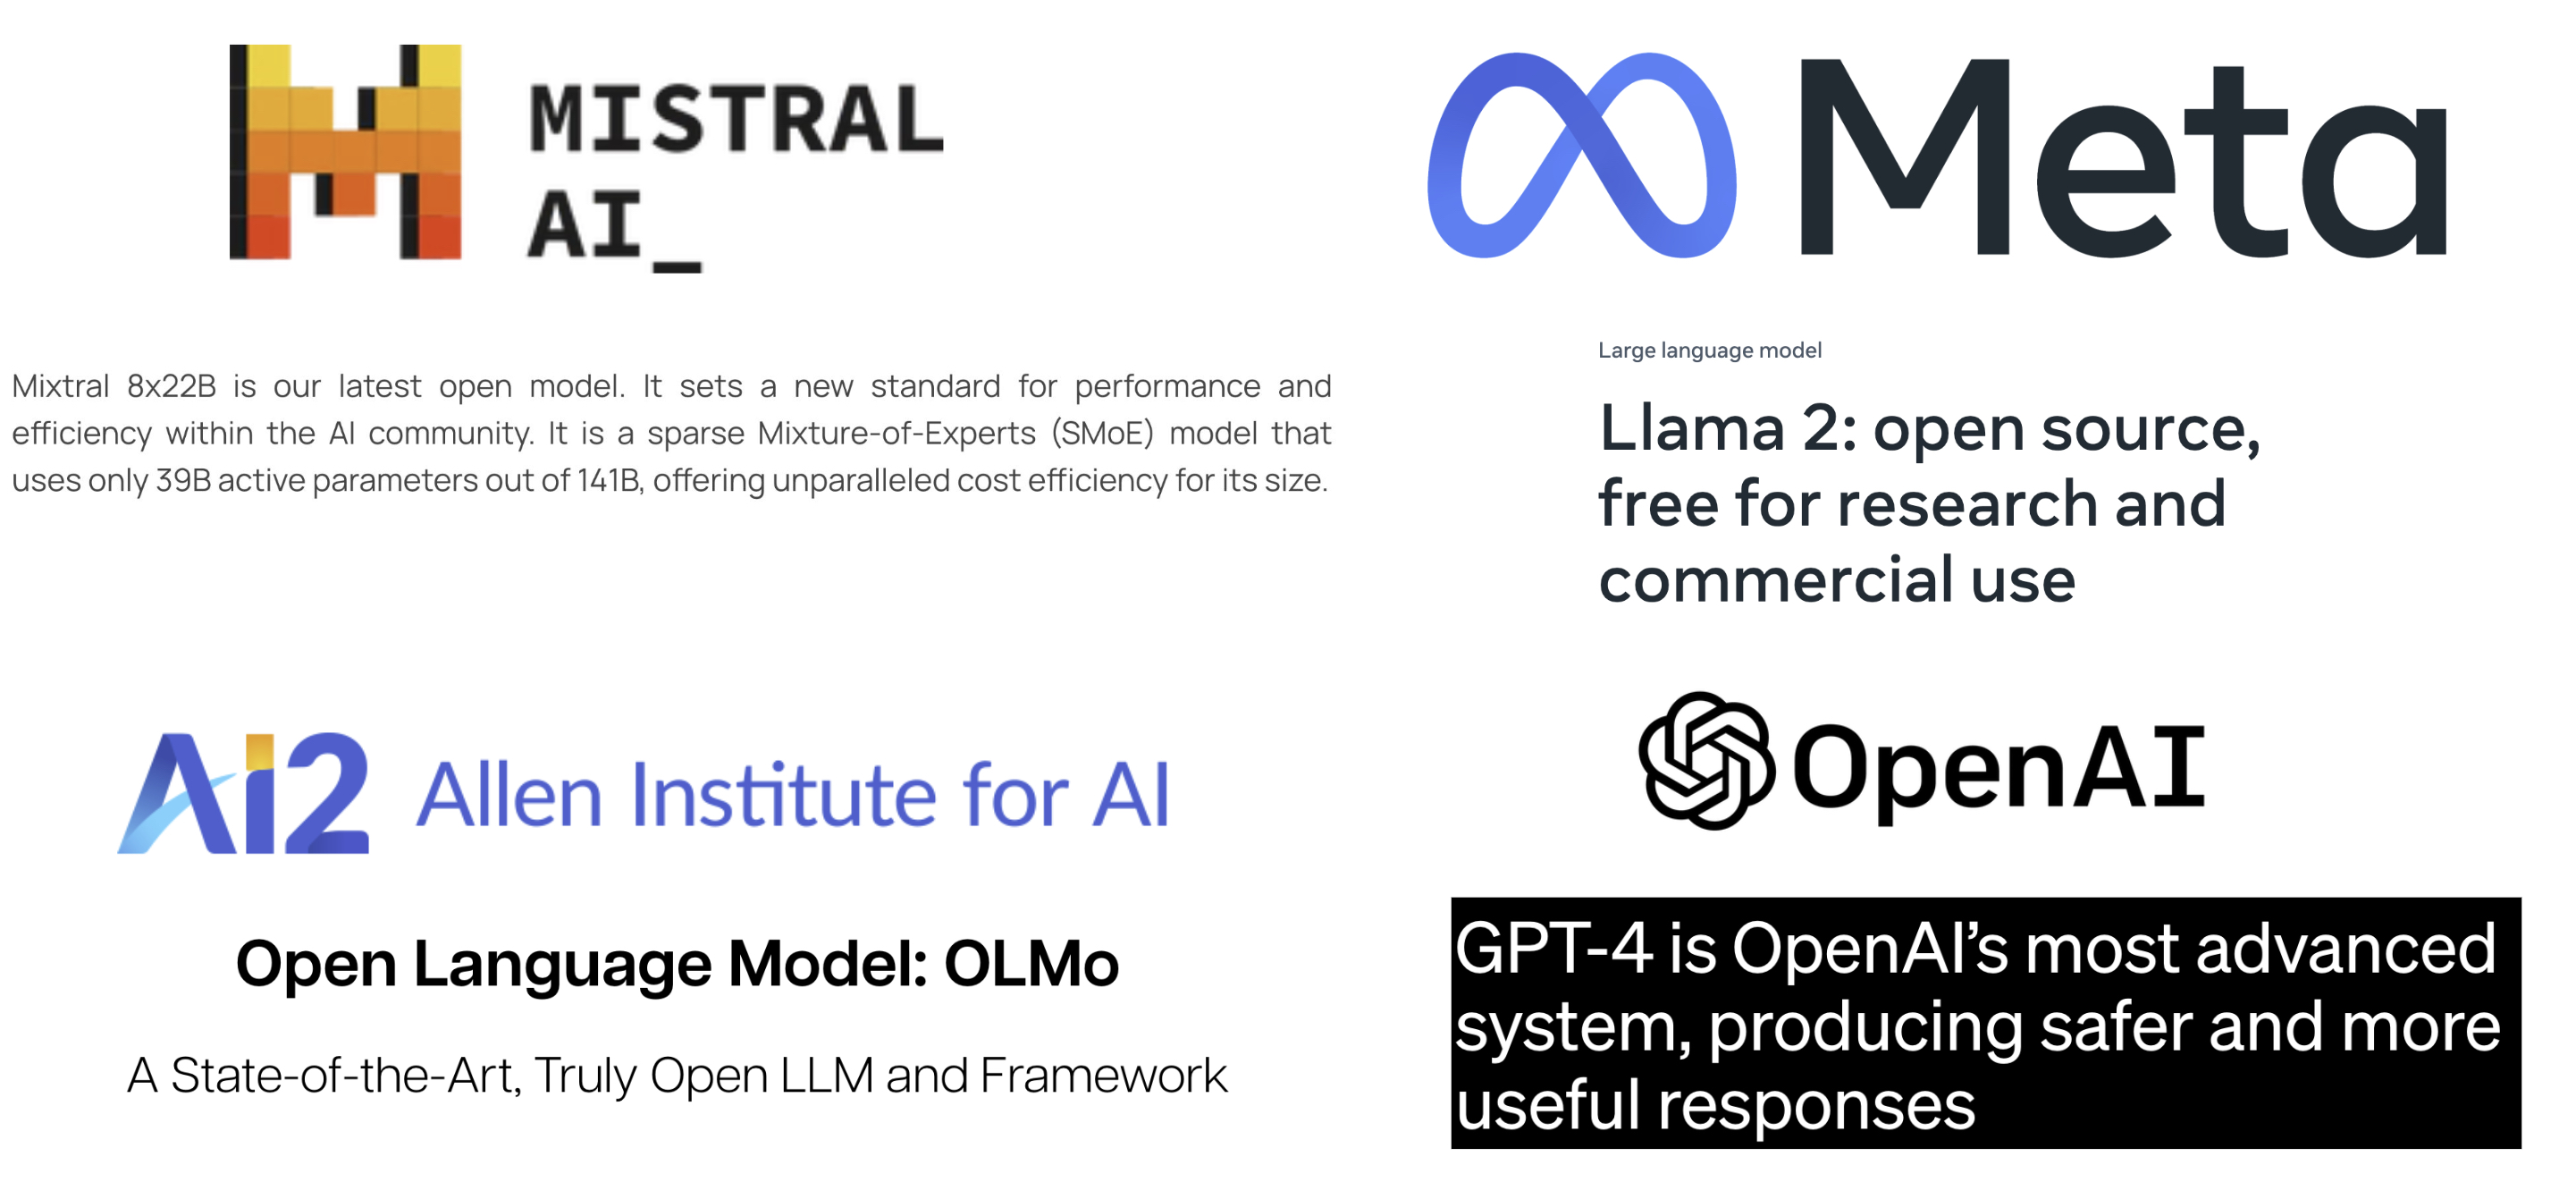 MISTRAL
AI_
Mixtral 8x22B is our latest open model. It sets a new standard for performance and
efficiency within the AI community. It is a sparse Mixture-of-Experts (SMoE) model that
uses only 39B active parameters out of 141B, offering unparalleled cost efficiency for its size.
Meta
Large language model
Llama 2: open source,
free for research and
commercial use
Ai2 Allen Institute for AI
Open Language Model: OLMo
A State-of-the-Art, Truly Open LLM and Framework
OpenAI
GPT-4 is OpenAI’s most advanced
system, producing safer and more
useful responses